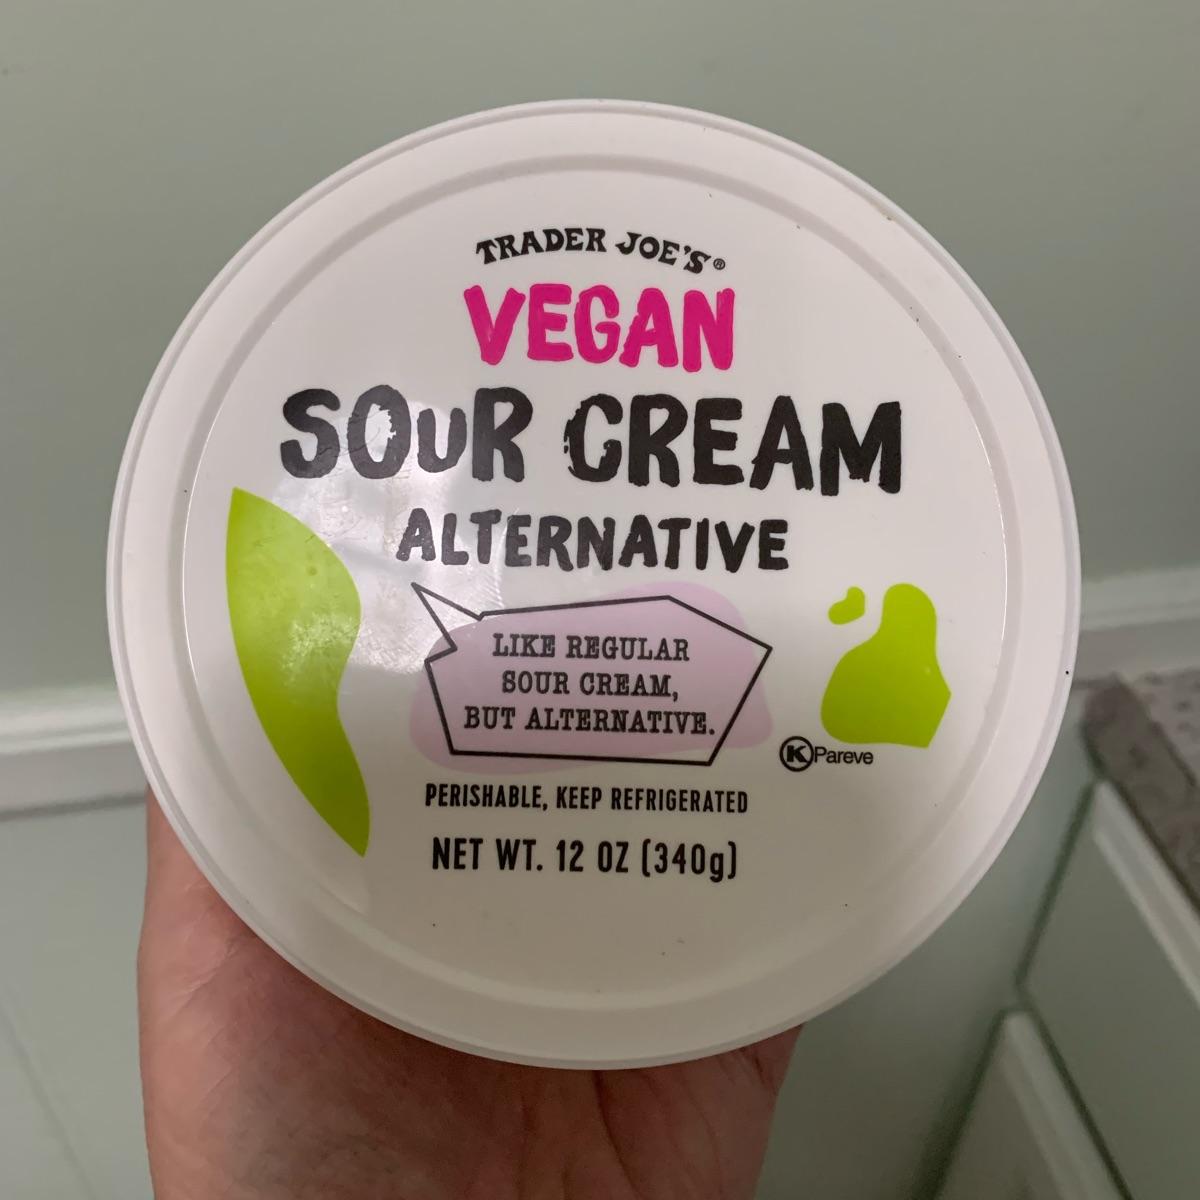 TRADER JOE'S®
VEGAN
SOUR CREAM
ALTERNATIVE
LIKE REGULAR
SOUR CREAM,
BUT ALTERNATIVE.
K Pareve
PERISHABLE, KEEP REFRIGERATED
NET WT. 12 OZ (340g)